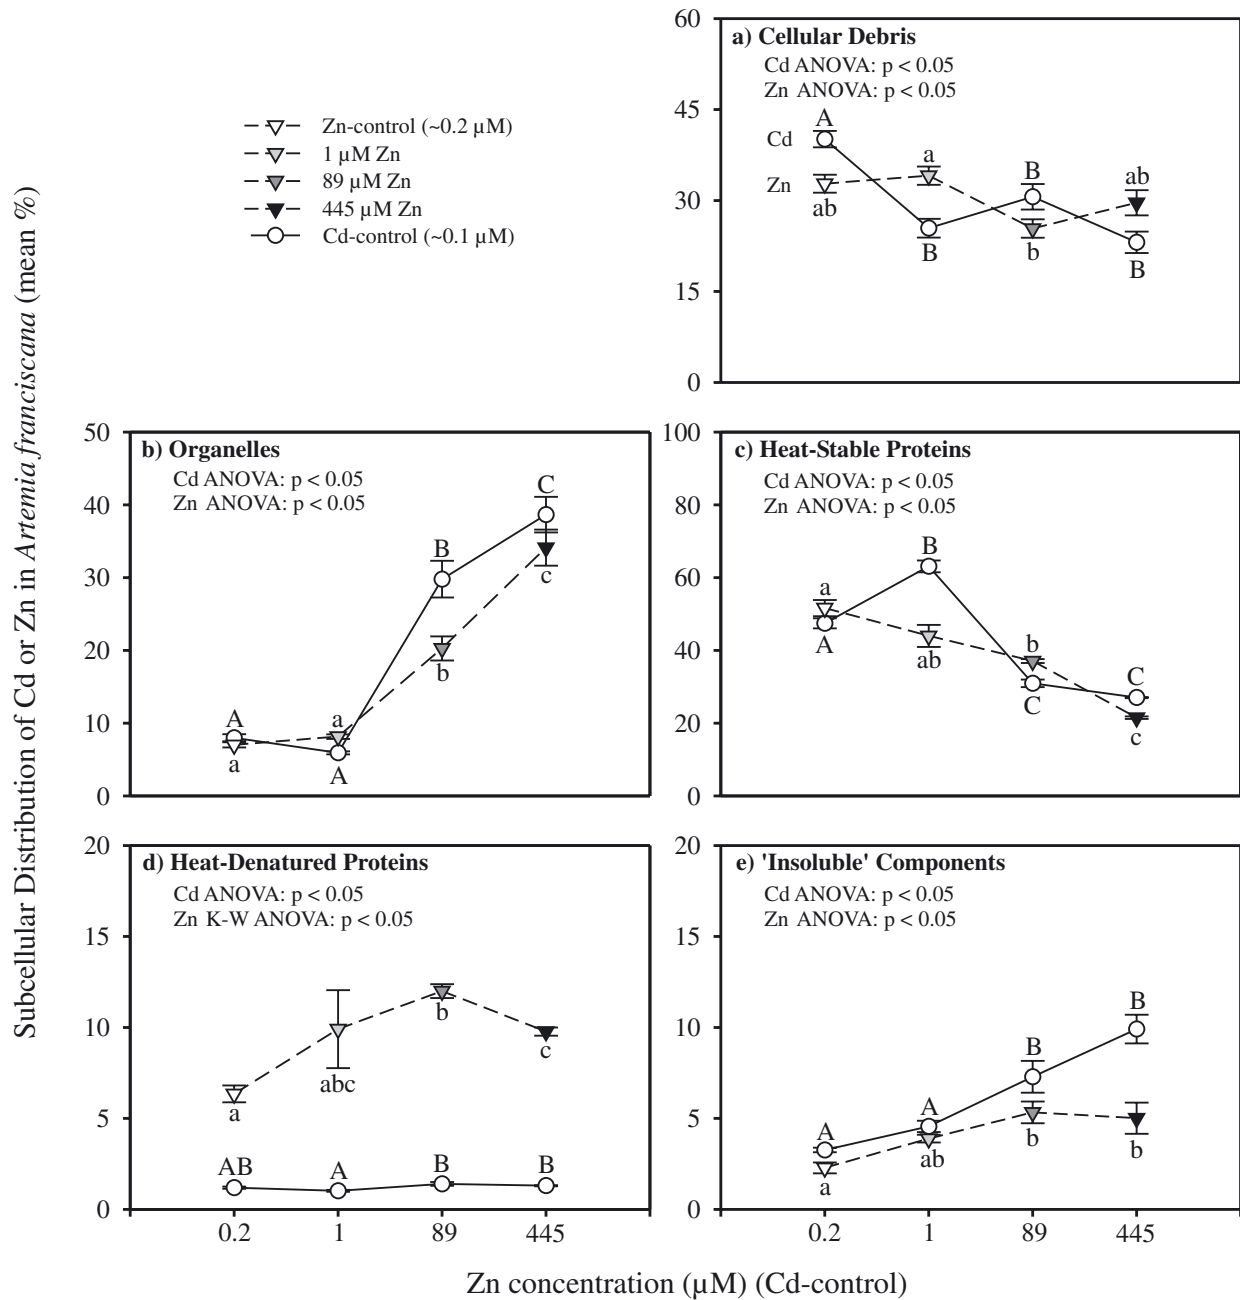 Subcellular Distribution of Cd or Zn in Artemia franciscana (mean %)
Zn-control (~0.2 µM)
1 µM Zn
89 µM Zn
445 µM Zn
Cd-control (~0.1 µM)
a) Cellular Debris
Cd ANOVA: p < 0.05
Zn ANOVA: p < 0.05
60
45
30
15
0
Cd
Zn
A
ab
a
B
B
b
ab
B
b) Organelles
Cd ANOVA: p < 0.05
Zn ANOVA: p < 0.05
50
40
30
20
10
0
A
a
a
A
B
b
C
c
c) Heat-Stable Proteins
Cd ANOVA: p < 0.05
Zn ANOVA: p < 0.05
100
80
60
40
20
0
a
A
B
ab
b
C
C
c
d) Heat-Denatured Proteins
Cd ANOVA: p < 0.05
Zn K-W ANOVA: p < 0.05
20
15
10
5
0
a
abc
b
c
AB
A
B
B
0.2
1
89
445
e) 'Insoluble' Components
Cd ANOVA: p < 0.05
Zn ANOVA: p < 0.05
20
15
10
5
0
A
a
A
ab
B
b
B
b
0.2
1
89
445
Zn concentration (µM) (Cd-control)